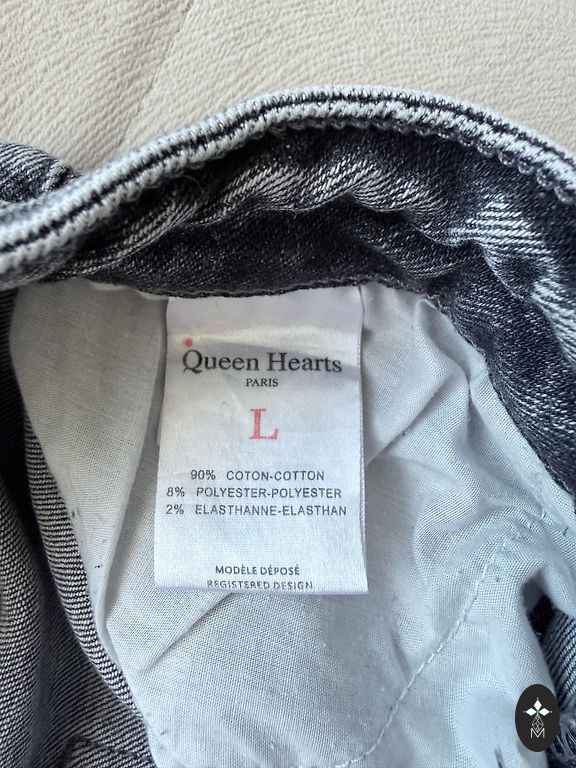 Queen Hearts
PARIS
L
90% COTON-COTTON
8% POLYESTER-POLYESTER
2% ELASTHANNE-ELASTHAN
MODÈLE DÉPOSÉ
REGISTERED DESIGN
M